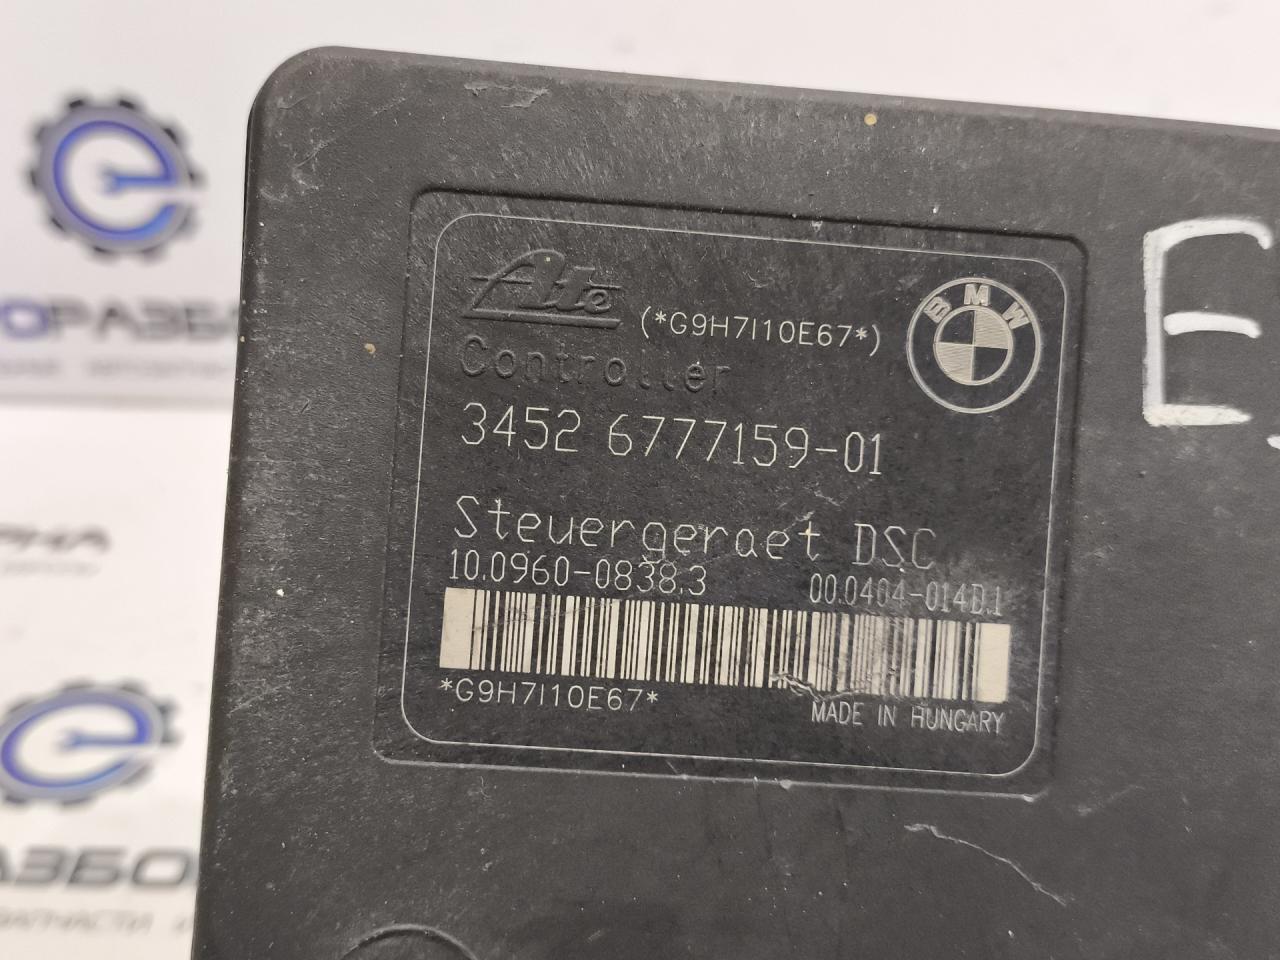 Ate
(*G9H7I10E67*)
BMW
Controller
3452 6777159-01
Steuergeraet DSC
10.0960-0838.3
00.0404-014D.1
*G9H7I10E67*
MADE IN HUNGARY
E